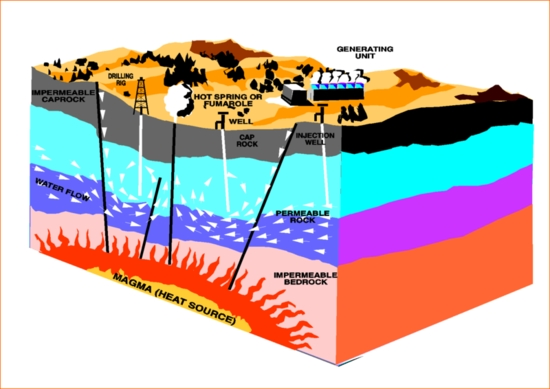 GENERATING
UNIT
DRILLING
RIG
IMPERMEABLE
CAPROCK
HOT SPRING OR
FUMAROLE
WELL
CAP
ROCK
INJECTION
WELL
WATER FLOW
PERMEABLE
ROCK
IMPERMEABLE
BEDROCK
MAGMA (HEAT SOURCE)